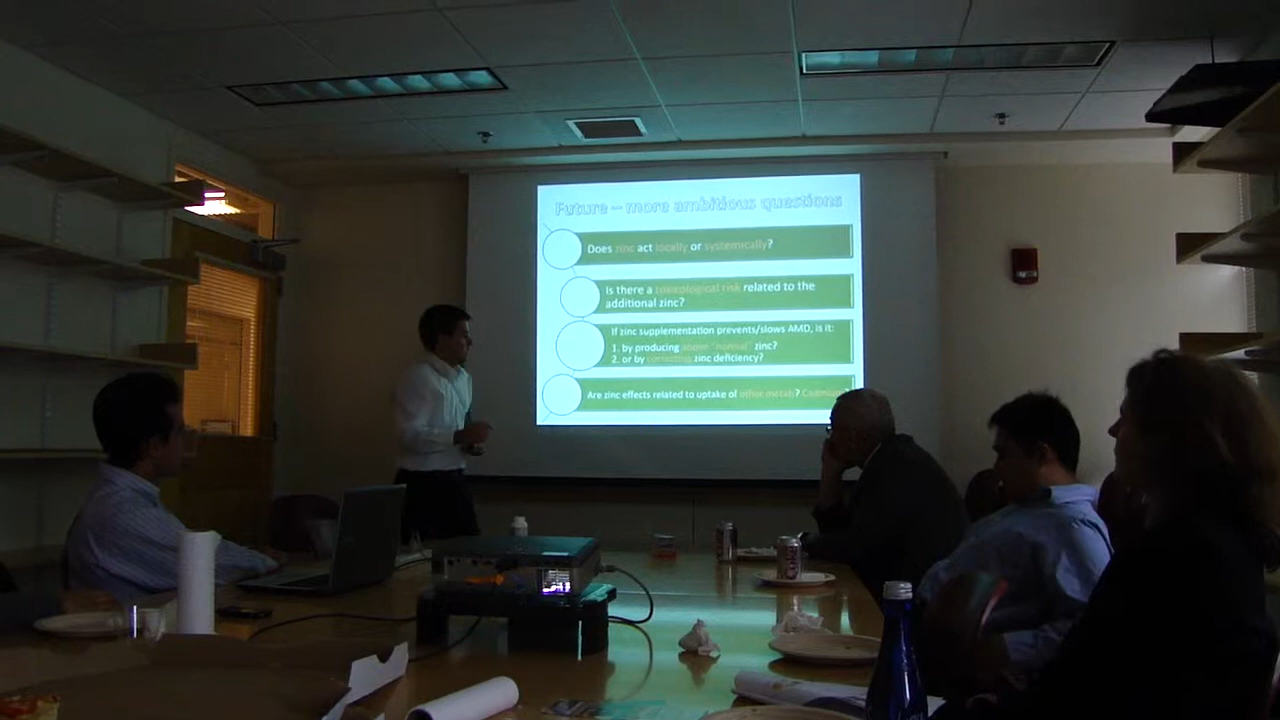 Future – more ambitious questions
Does zinc act locally or systemically?
Is there a toxicological risk related to the
additional zinc?
If zinc supplementation prevents/slows AMD, is it:
1. by producing above "normal" zinc?
2. or by correcting zinc deficiency?
Are zinc effects related to uptake of other metals?
Coke